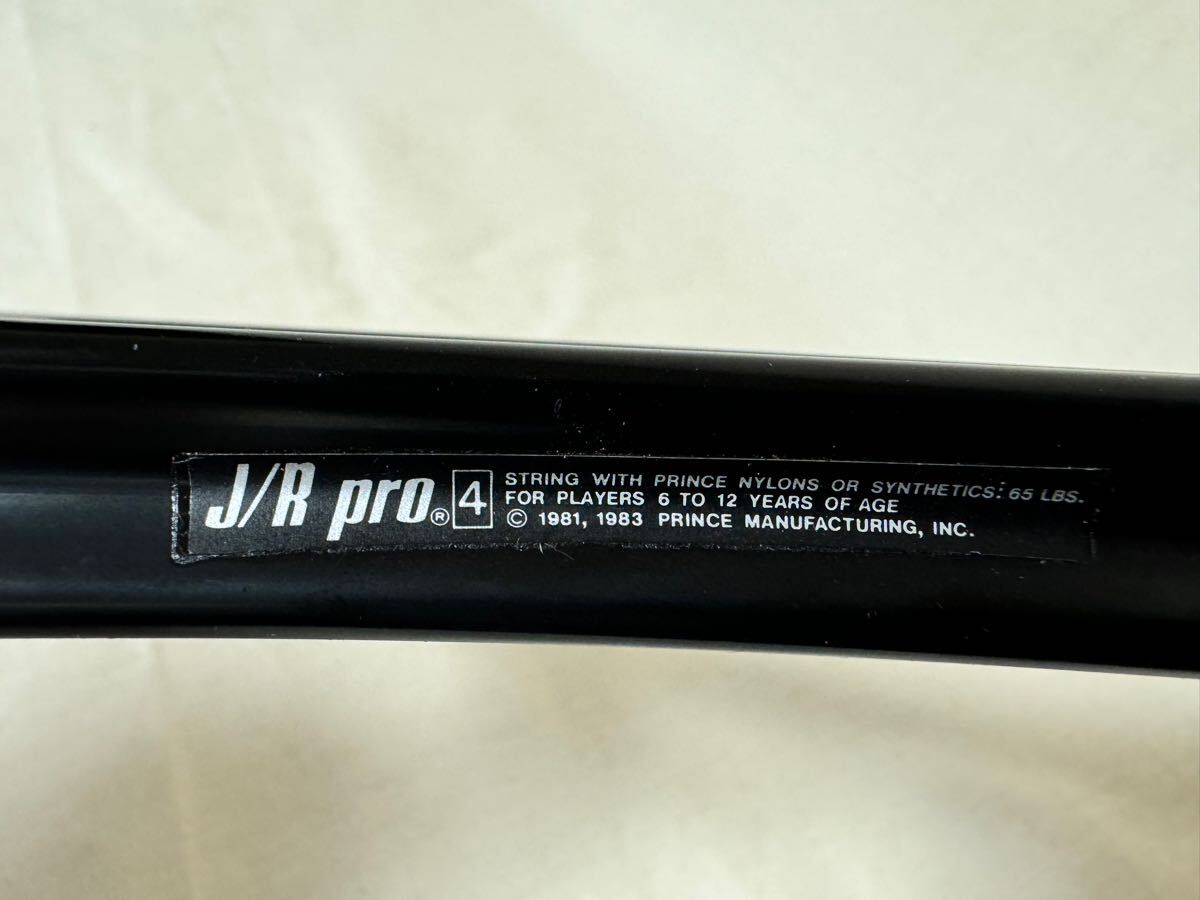 J/R pro® 4
STRING WITH PRINCE NYLONS OR SYNTHETICS: 65 LBS.
FOR PLAYERS 6 TO 12 YEARS OF AGE
© 1981, 1983 PRINCE MANUFACTURING, INC.